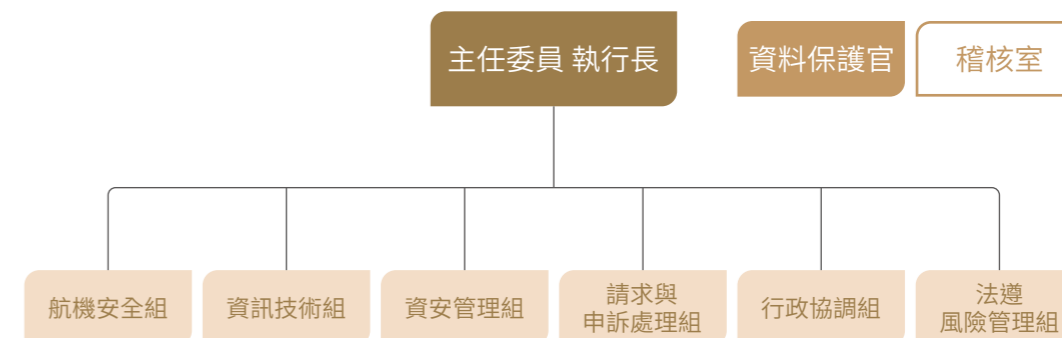 主任委員 執行長
資料保護官
稽核室
航機安全組
資訊技術組
資安管理組
請求與
申訴處理組
行政協調組
法遵
風險管理組